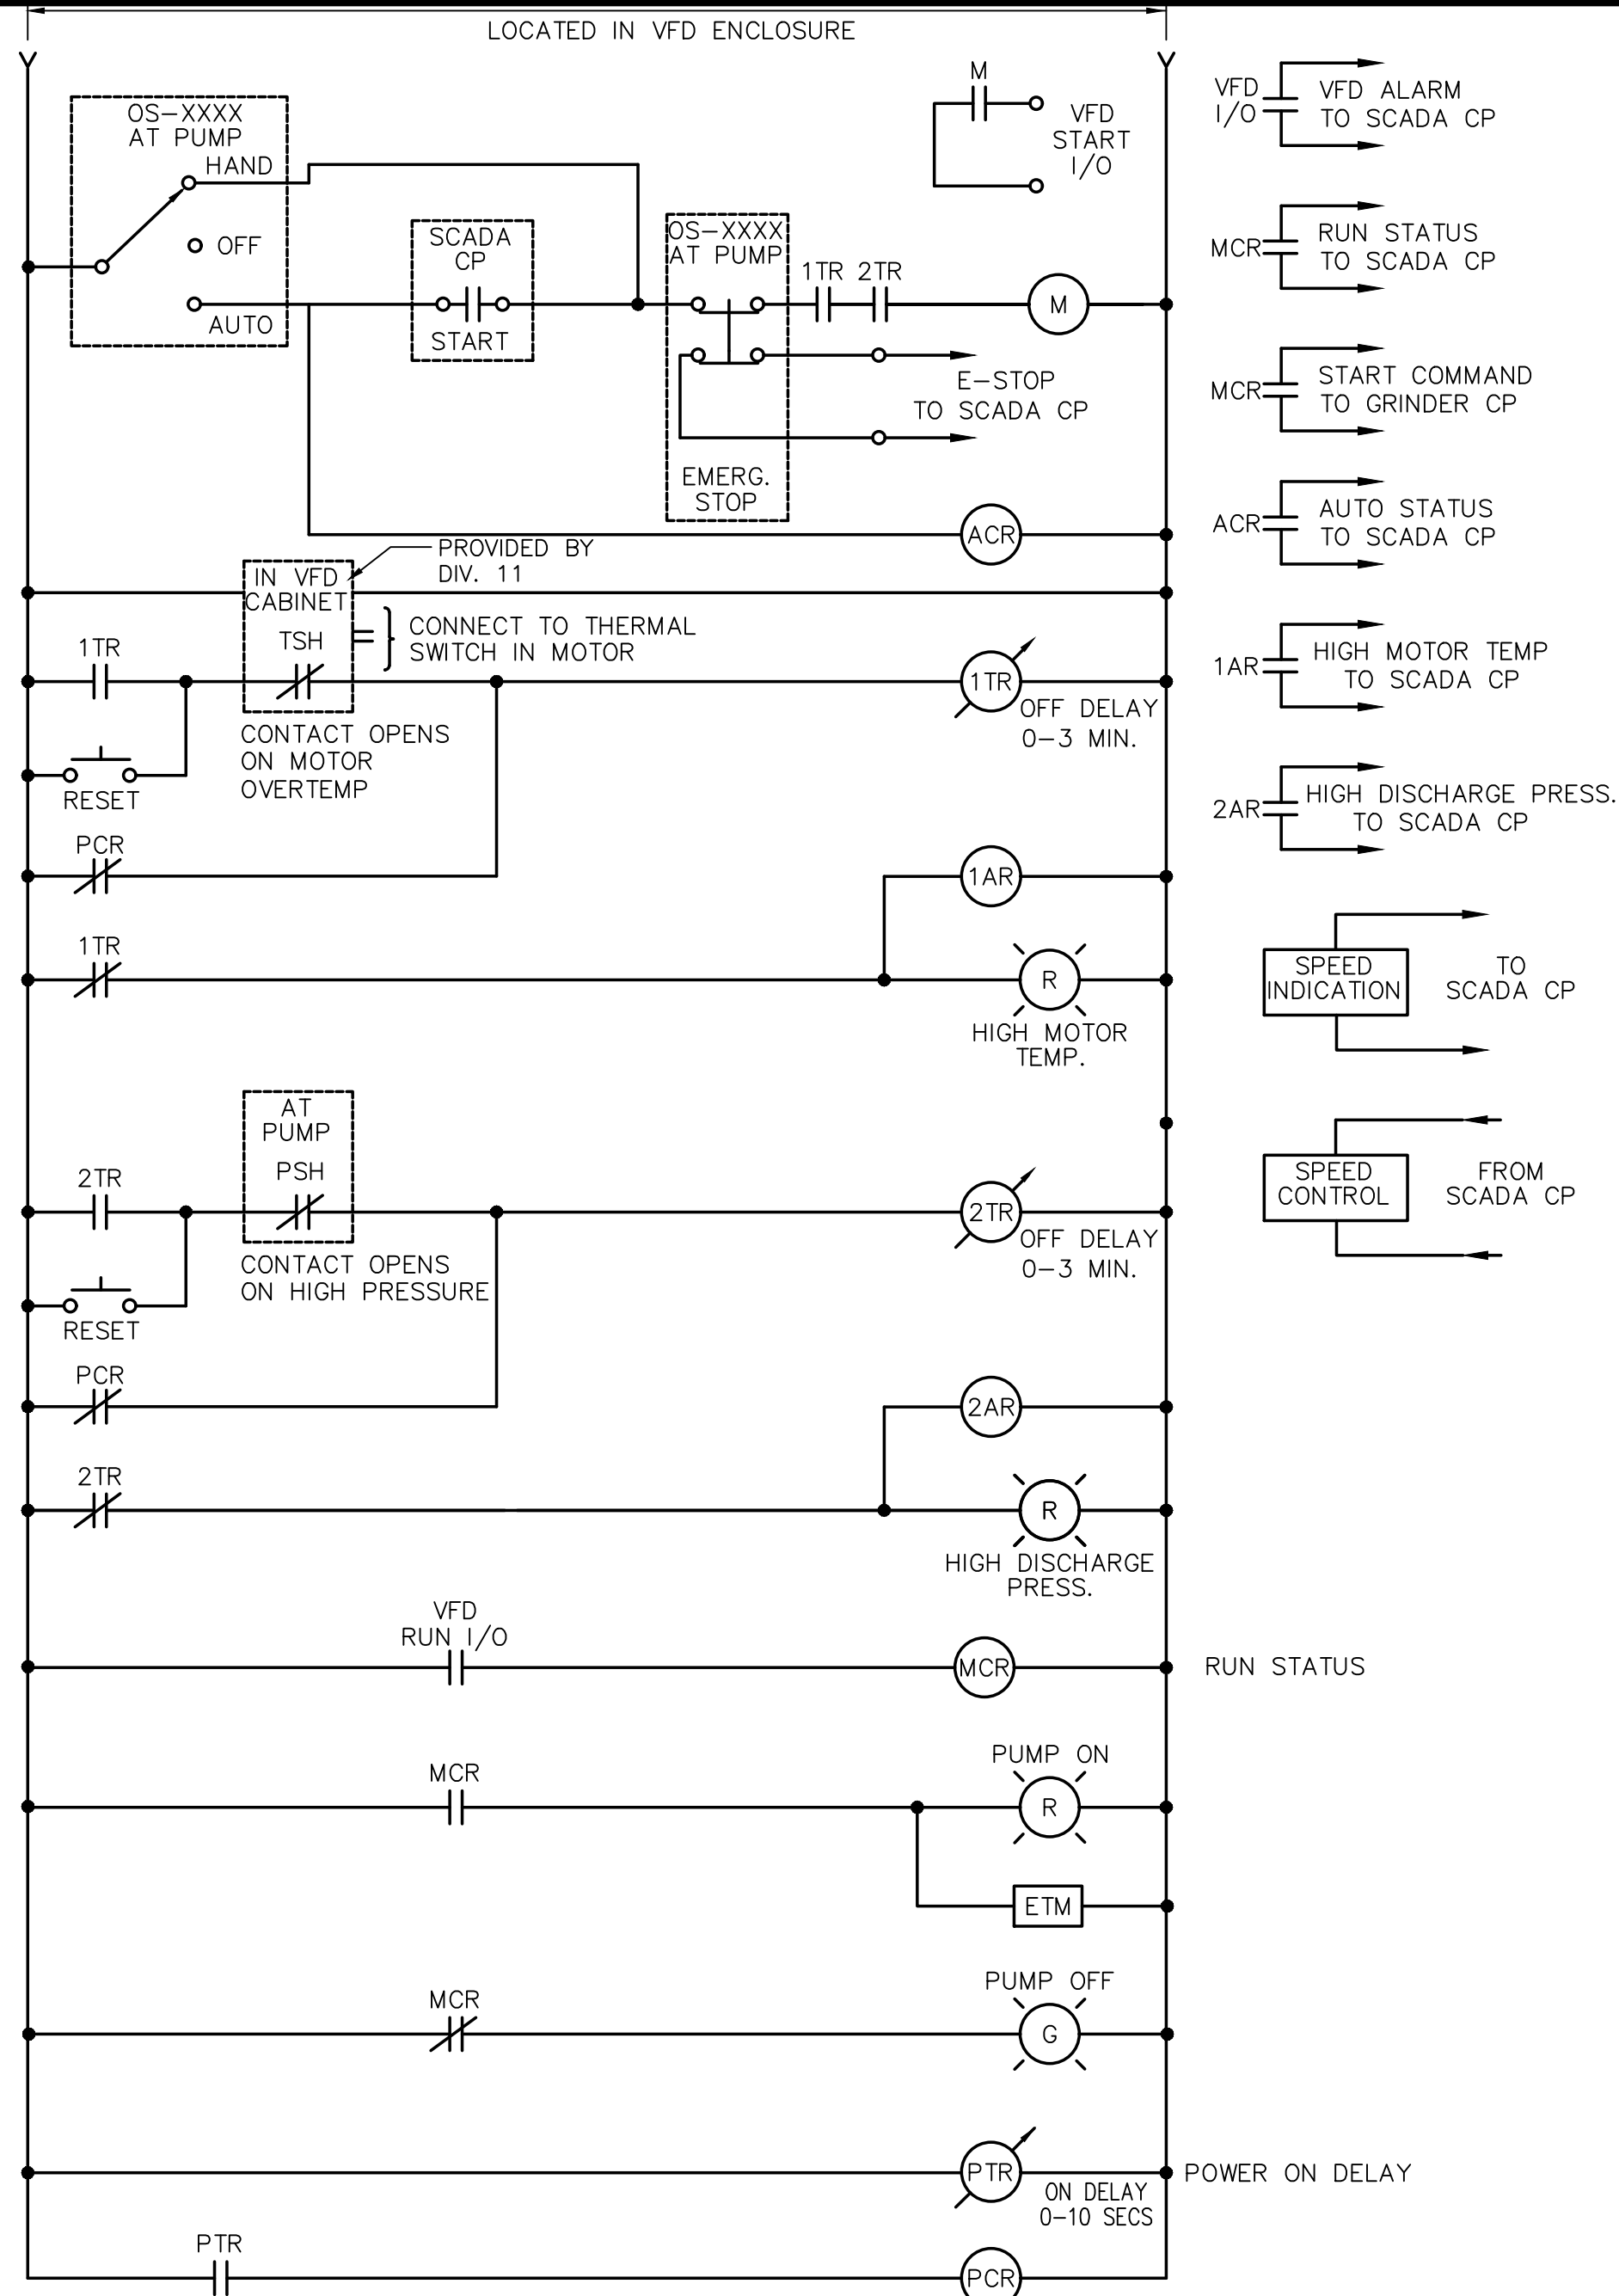 LOCATED IN VFD ENCLOSURE
OS-XXXX
AT PUMP
HAND
OFF
AUTO
SCADA
CP
START
OS-XXXX
AT PUMP
EMERG.
STOP
1TR 2TR
M
M
VFD
START
I/O
E-STOP
TO SCADA CP
ACR
PROVIDED BY
DIV. 11
IN VFD
CABINET
TSH
CONNECT TO THERMAL
SWITCH IN MOTOR
1TR
1TR
OFF DELAY
0-3 MIN.
CONTACT OPENS
ON MOTOR
OVERTEMP
RESET
PCR
1AR
1TR
R
HIGH MOTOR
TEMP.
AT
PUMP
PSH
2TR
2TR
OFF DELAY
0-3 MIN.
CONTACT OPENS
ON HIGH PRESSURE
RESET
PCR
2AR
2TR
R
HIGH DISCHARGE
PRESS.
VFD
RUN I/O
MCR
RUN STATUS
PUMP ON
MCR
R
ETM
PUMP OFF
MCR
G
PTR
POWER ON DELAY
ON DELAY
0-10 SECS
PTR
PCR
VFD
I/O
VFD ALARM
TO SCADA CP
MCR
RUN STATUS
TO SCADA CP
MCR
START COMMAND
TO GRINDER CP
ACR
AUTO STATUS
TO SCADA CP
1AR
HIGH MOTOR TEMP
TO SCADA CP
2AR
HIGH DISCHARGE PRESS.
TO SCADA CP
SPEED
INDICATION
TO
SCADA CP
SPEED
CONTROL
FROM
SCADA CP